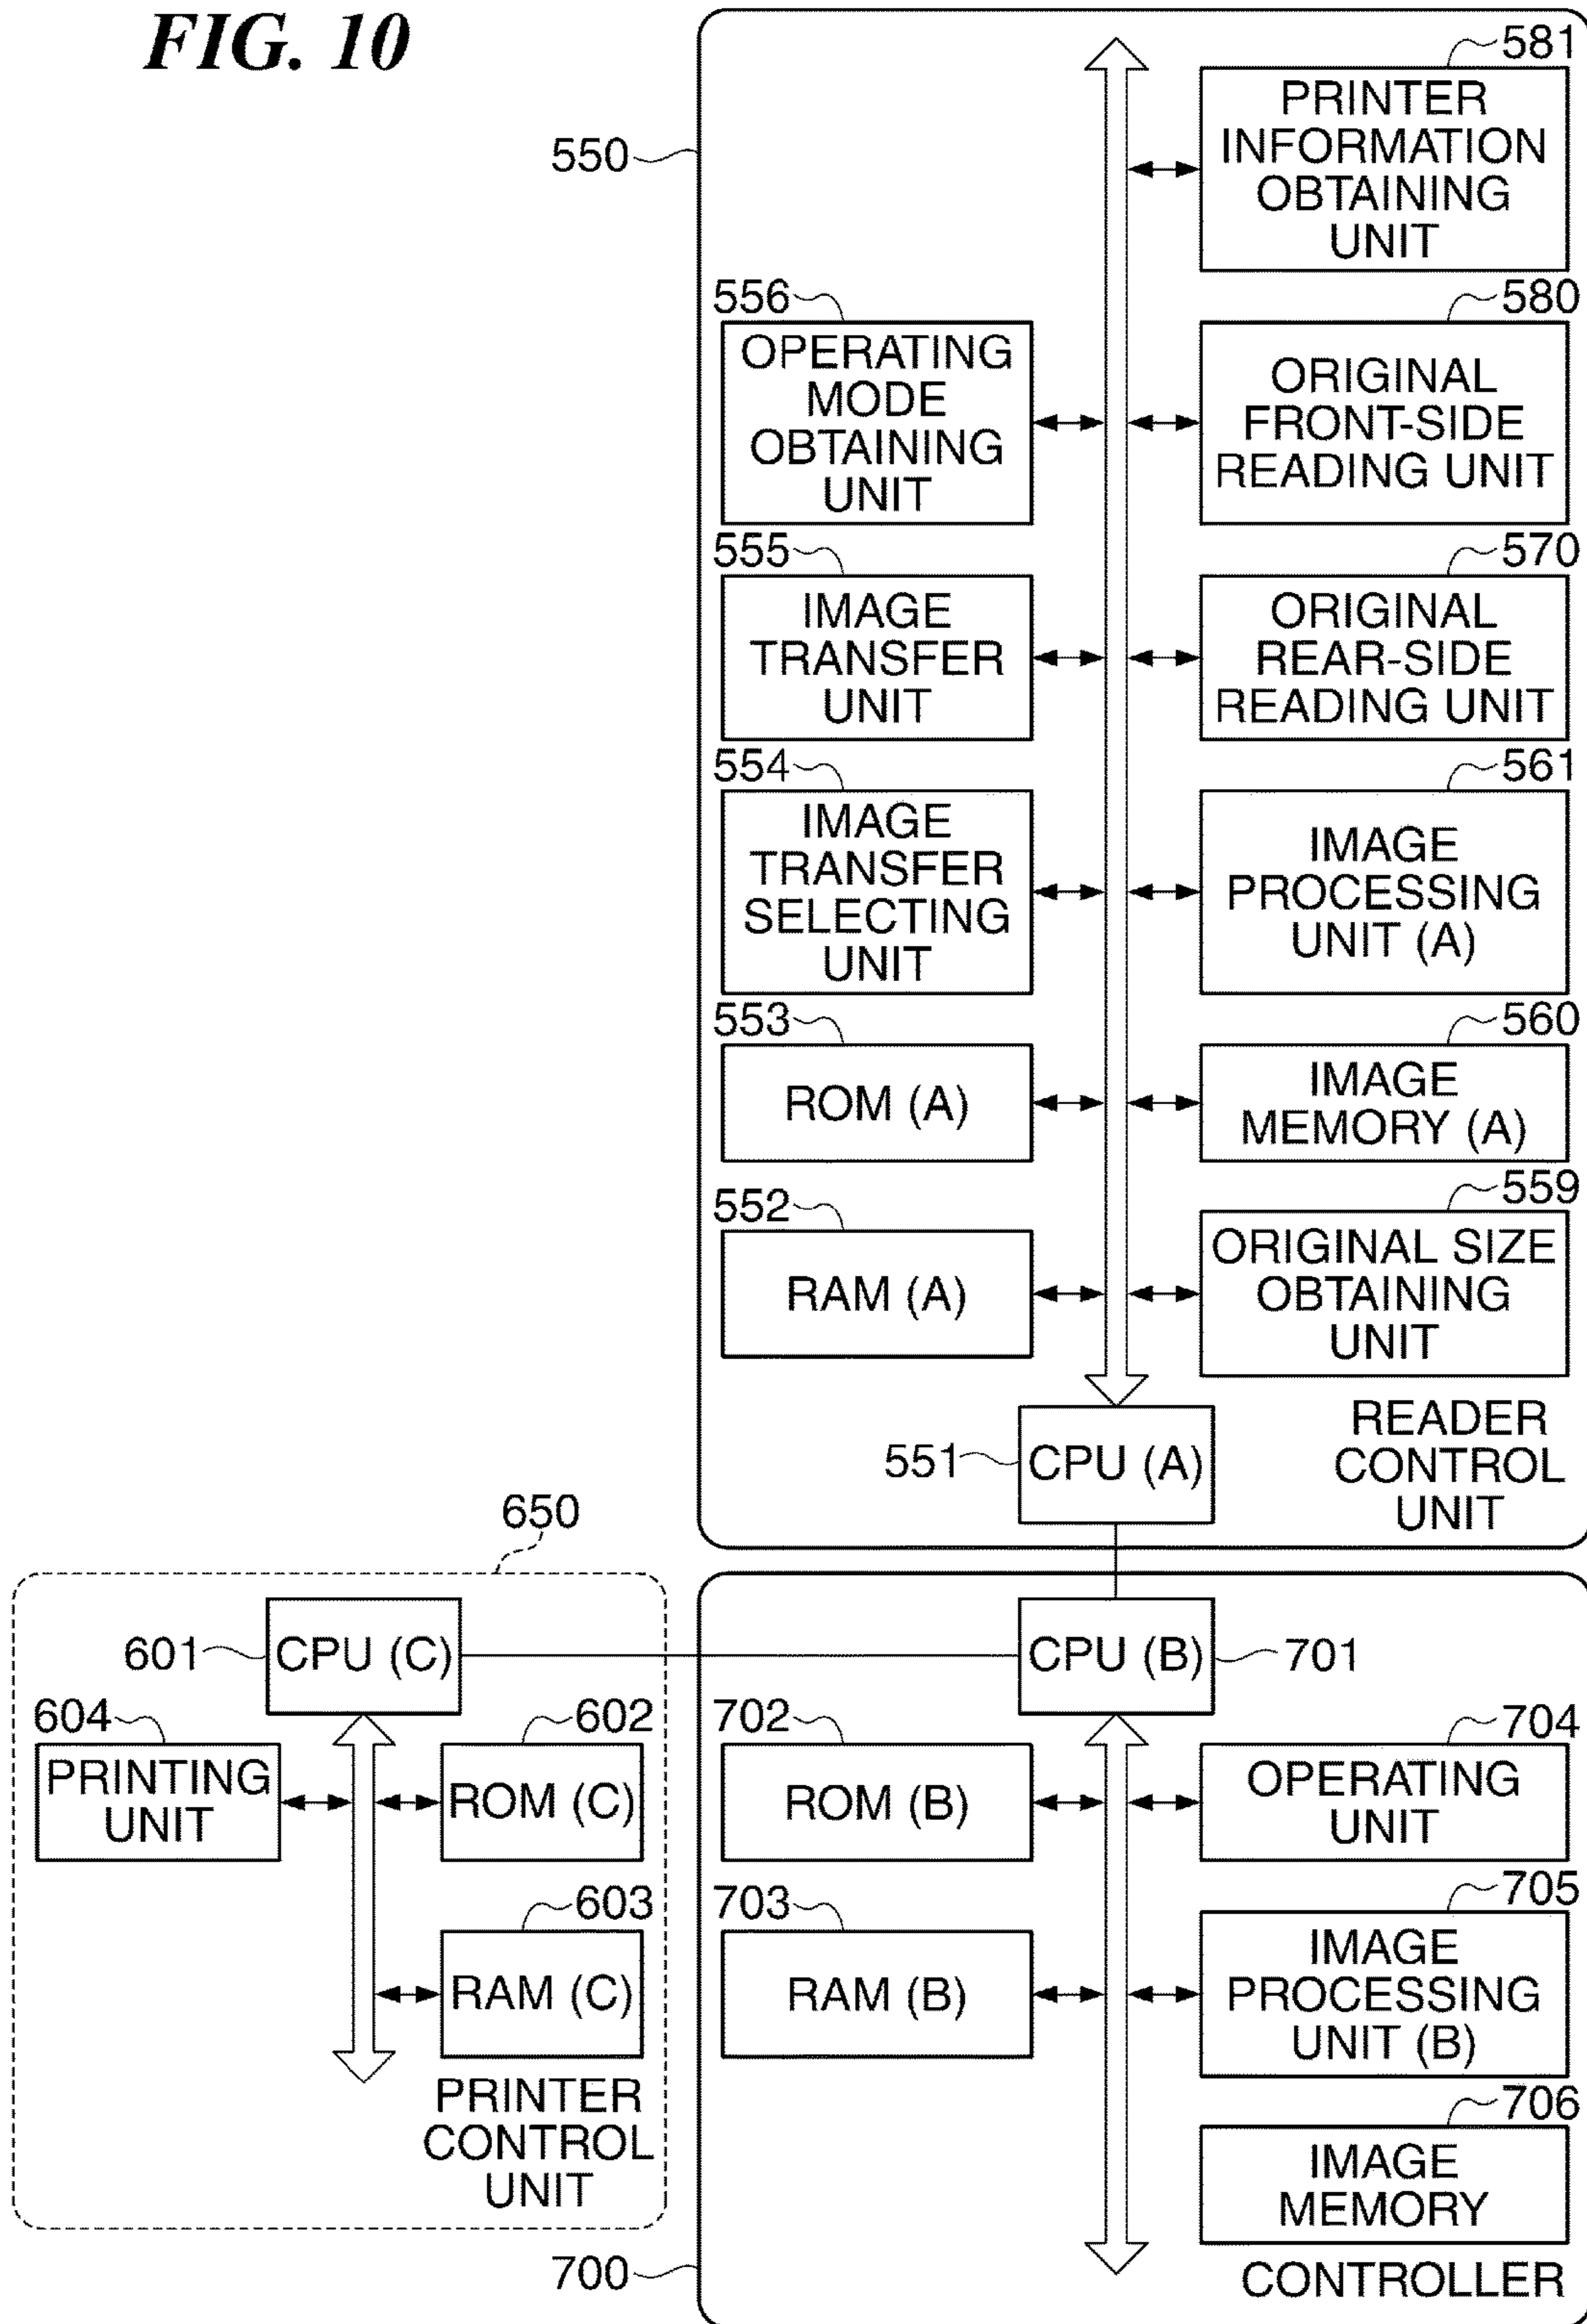 FIG. 10
581
PRINTER
INFORMATION
OBTAINING
UNIT
550
556
OPERATING
MODE
OBTAINING
UNIT
580
ORIGINAL
FRONT-SIDE
READING UNIT
555
IMAGE
TRANSFER
UNIT
570
ORIGINAL
REAR-SIDE
READING UNIT
554
IMAGE
TRANSFER
SELECTING
UNIT
561
IMAGE
PROCESSING
UNIT (A)
553
ROM (A)
560
IMAGE
MEMORY (A)
552
RAM (A)
559
ORIGINAL SIZE
OBTAINING
UNIT
551
CPU (A)
READER
CONTROL
UNIT
650
601
CPU (C)
CPU (B)
701
604
PRINTING
UNIT
602
ROM (C)
603
RAM (C)
PRINTER
CONTROL
UNIT
702
ROM (B)
704
OPERATING
UNIT
703
RAM (B)
705
IMAGE
PROCESSING
UNIT (B)
706
IMAGE
MEMORY
700
CONTROLLER